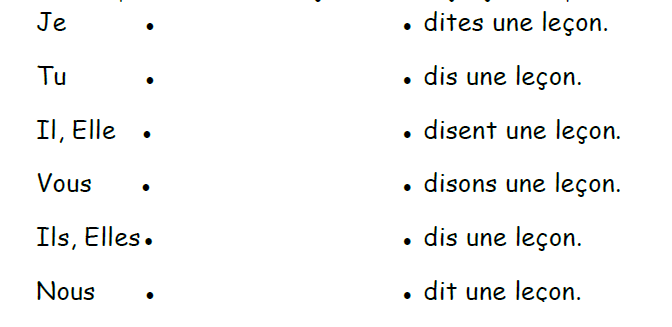 Je • • dites une leçon.
Tu • • dis une leçon.
Il, Elle • • disent une leçon.
Vous • • disons une leçon.
Ils, Elles • • dis une leçon.
Nous • • dit une leçon.